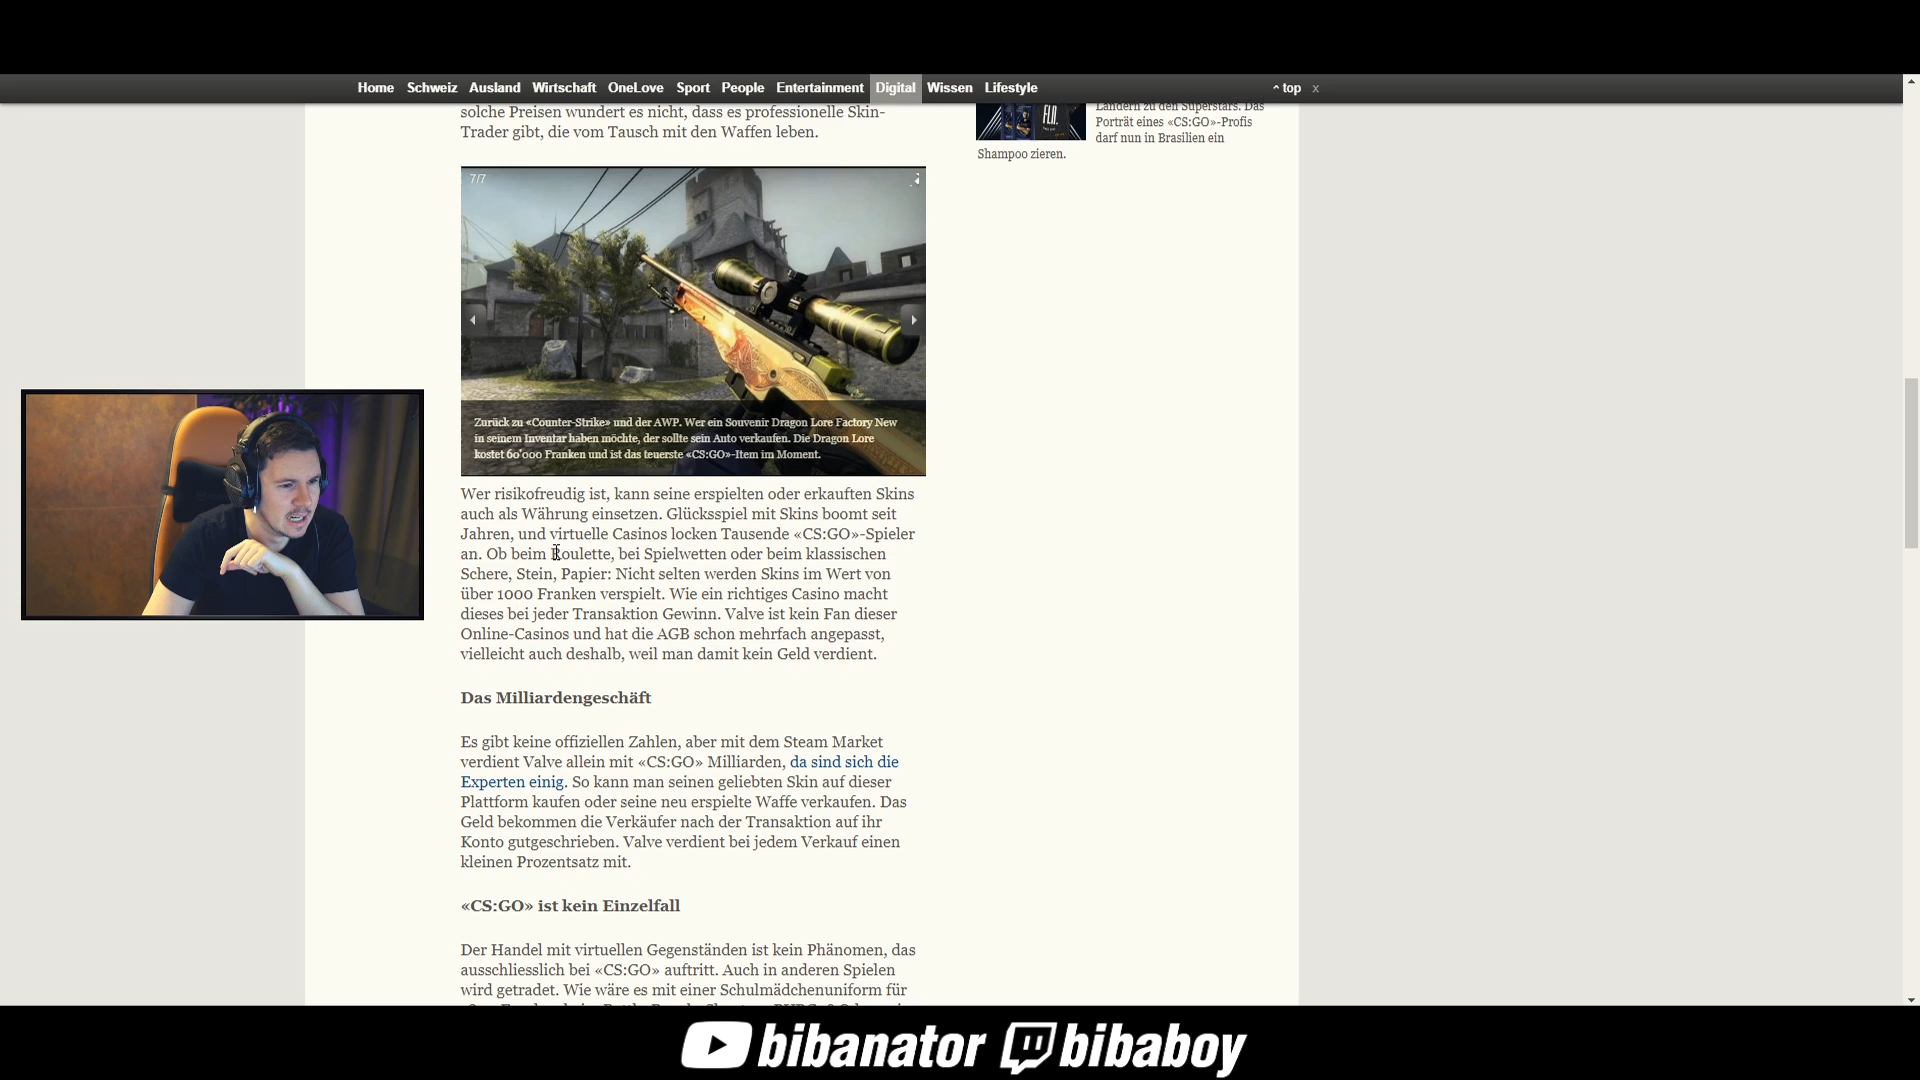 Home Schweiz Ausland Wirtschaft OneLove Sport People Entertainment Digital Wissen Lifestyle ^ top x
solche Preisen wundert es nicht, dass es professionelle Skin-
Trader gibt, die vom Tausch mit den Waffen leben.
Ländern zu den Superstars. Das
Porträt eines «CS:GO»-Profis
darf nun in Brasilien ein
Shampoo zieren.
FLR.
7/7
Zurück zu «Counter-Strike» und der AWP. Wer ein Souvenir Dragon Lore Factory New
in seinem Inventar haben möchte, der sollte sein Auto verkaufen. Die Dragon Lore
kostet 60'000 Franken und ist das teuerste «CS:GO»-Item im Moment.
Wer risikofreudig ist, kann seine erspielten oder erkauften Skins
auch als Währung einsetzen. Glücksspiel mit Skins boomt seit
Jahren, und virtuelle Casinos locken Tausende «CS:GO»-Spieler
an. Ob beim Roulette, bei Spielwetten oder beim klassischen
Schere, Stein, Papier: Nicht selten werden Skins im Wert von
über 1000 Franken verspielt. Wie ein richtiges Casino macht
dieses bei jeder Transaktion Gewinn. Valve ist kein Fan dieser
Online-Casinos und hat die AGB schon mehrfach angepasst,
vielleicht auch deshalb, weil man damit kein Geld verdient.
Das Milliardengeschäft
Es gibt keine offiziellen Zahlen, aber mit dem Steam Market
verdient Valve allein mit «CS:GO» Milliarden, da sind sich die
Experten einig. So kann man seinen geliebten Skin auf dieser
Plattform kaufen oder seine neu erspielte Waffe verkaufen. Das
Geld bekommen die Verkäufer nach der Transaktion auf ihr
Konto gutgeschrieben. Valve verdient bei jedem Verkauf einen
kleinen Prozentsatz mit.
«CS:GO» ist kein Einzelfall
Der Handel mit virtuellen Gegenständen ist kein Phänomen, das
ausschliesslich bei «CS:GO» auftritt. Auch in anderen Spielen
wird getradet. Wie wäre es mit einer Schulmädchenuniform für
bibanator bibaboy